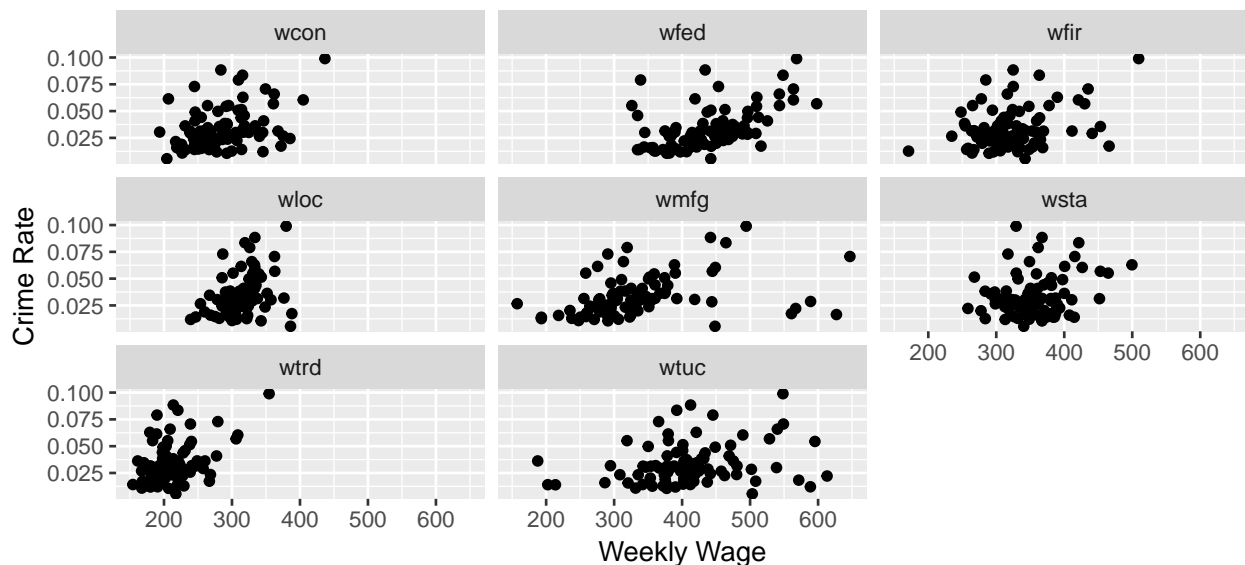 wcon wfed wfir
0.100
0.075
0.050
0.025
wloc wmfg wsta
0.100
0.075
0.050
0.025
200 300 400 500 600
wtrd wtuc
0.100
0.075
0.050
0.025
200 300 400 500 600 200 300 400 500 600
Weekly Wage
Crime Rate